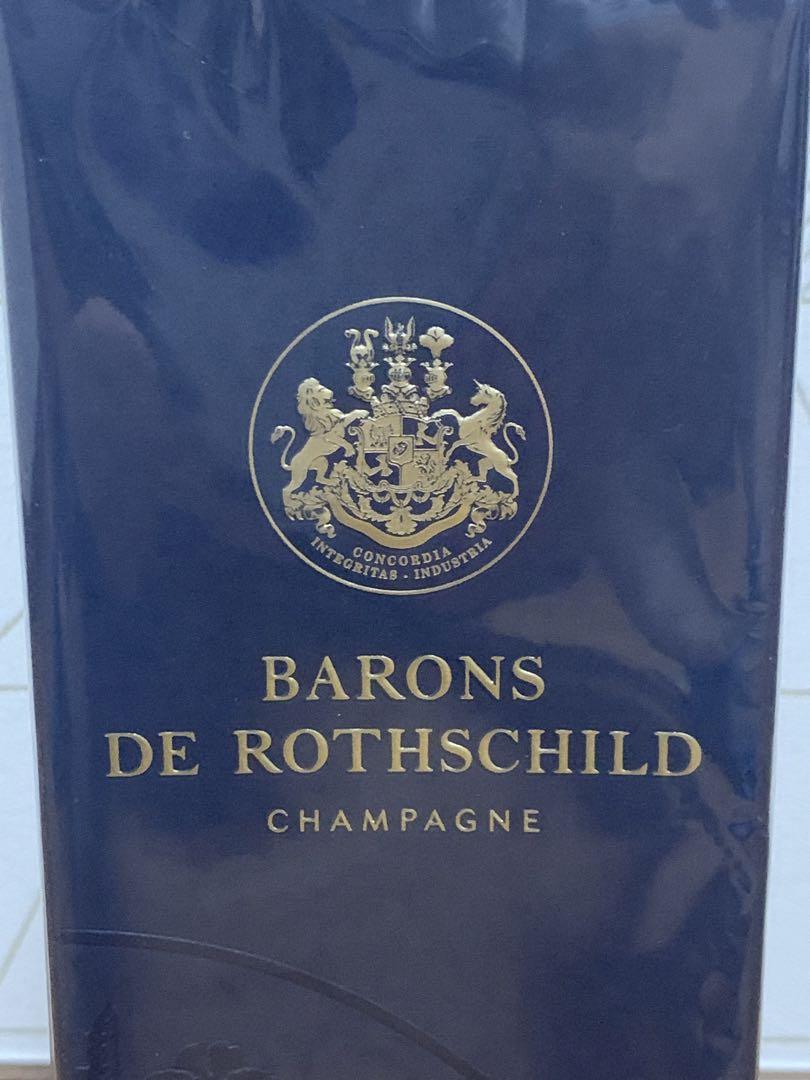 CONCORDIA
INTEGRITAS · INDUSTRIA
BARONS
DE ROTHSCHILD
CHAMPAGNE